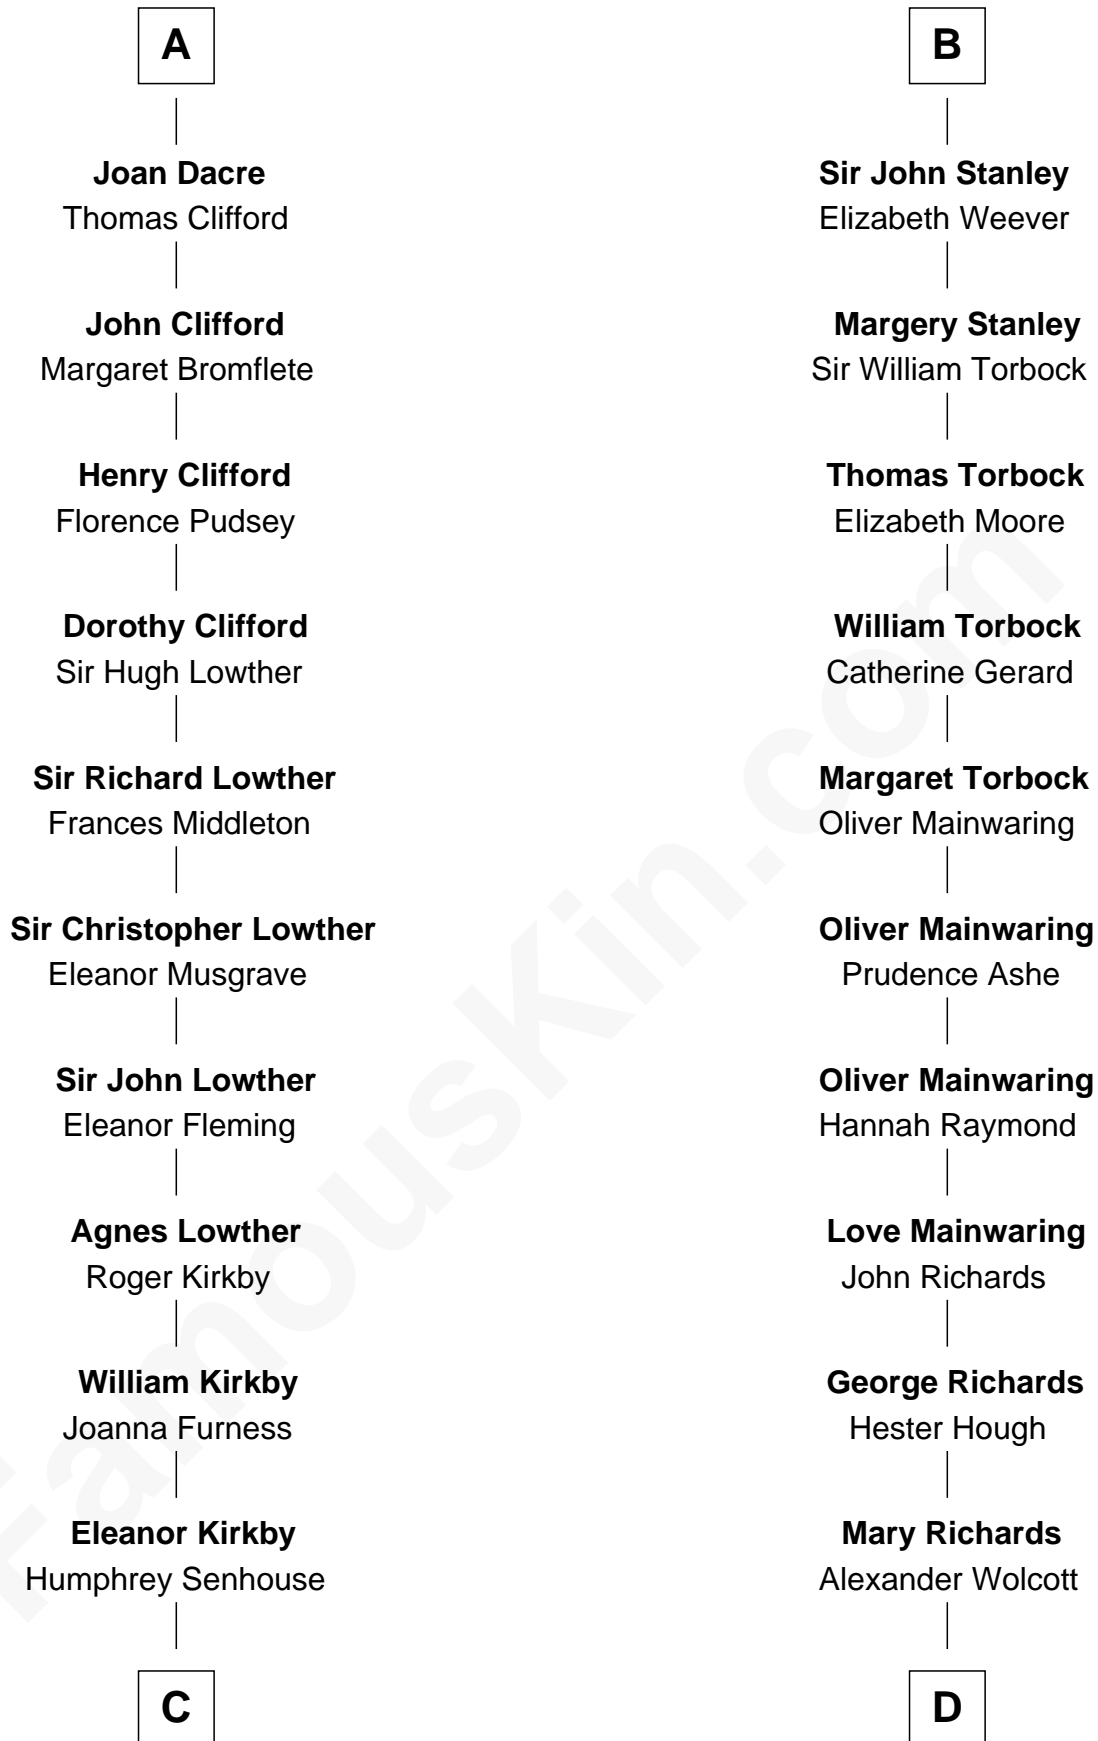 A
Joan Dacre
Thomas Clifford
John Clifford
Margaret Bromflete
Henry Clifford
Florence Pudsey
Dorothy Clifford
Sir Hugh Lowther
Sir Richard Lowther
Frances Middleton
Sir Christopher Lowther
Eleanor Musgrave
Sir John Lowther
Eleanor Fleming
Agnes Lowther
Roger Kirkby
William Kirkby
Joanna Furness
Eleanor Kirkby
Humphrey Senhouse
C
B
Sir John Stanley
Elizabeth Weever
Margery Stanley
Sir William Torbock
Thomas Torbock
Elizabeth Moore
William Torbock
Catherine Gerard
Margaret Torbock
Oliver Mainwaring
Oliver Mainwaring
Prudence Ashe
Oliver Mainwaring
Hannah Raymond
Love Mainwaring
John Richards
George Richards
Hester Hough
Mary Richards
Alexander Wolcott
D
FamousKin.com